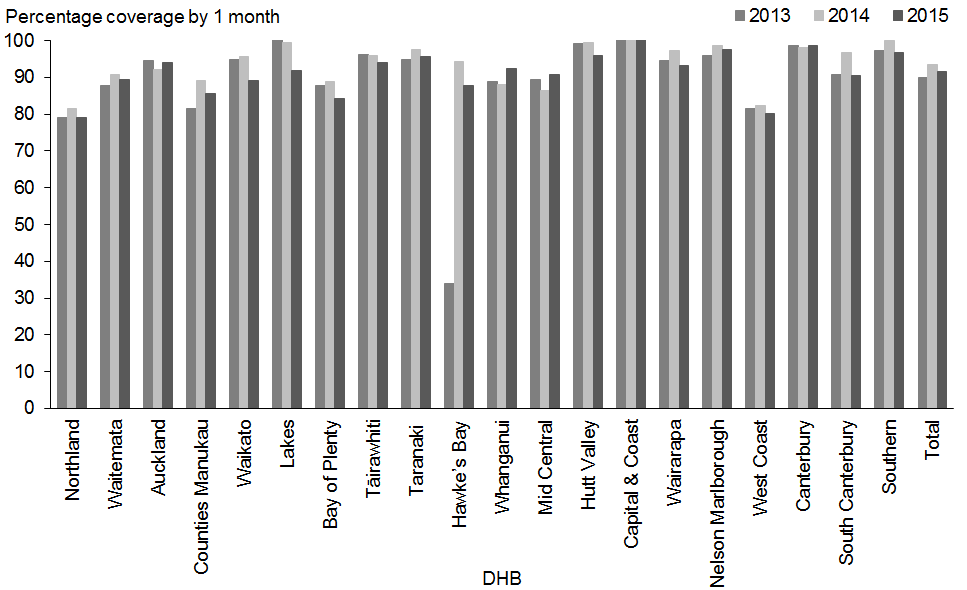 Percentage coverage by 1 month
2013 2014 2015
100
90
80
70
60
50
40
30
20
10
0
Northland
Waitemata
Auckland
Counties Manukau
Waikato
Lakes
Bay of Plenty
Tāirawhiti
Taranaki
Hawke's Bay
Whanganui
Mid Central
Hutt Valley
Capital & Coast
Wairarapa
Nelson Marlborough
West Coast
Canterbury
South Canterbury
Southern
Total
DHB